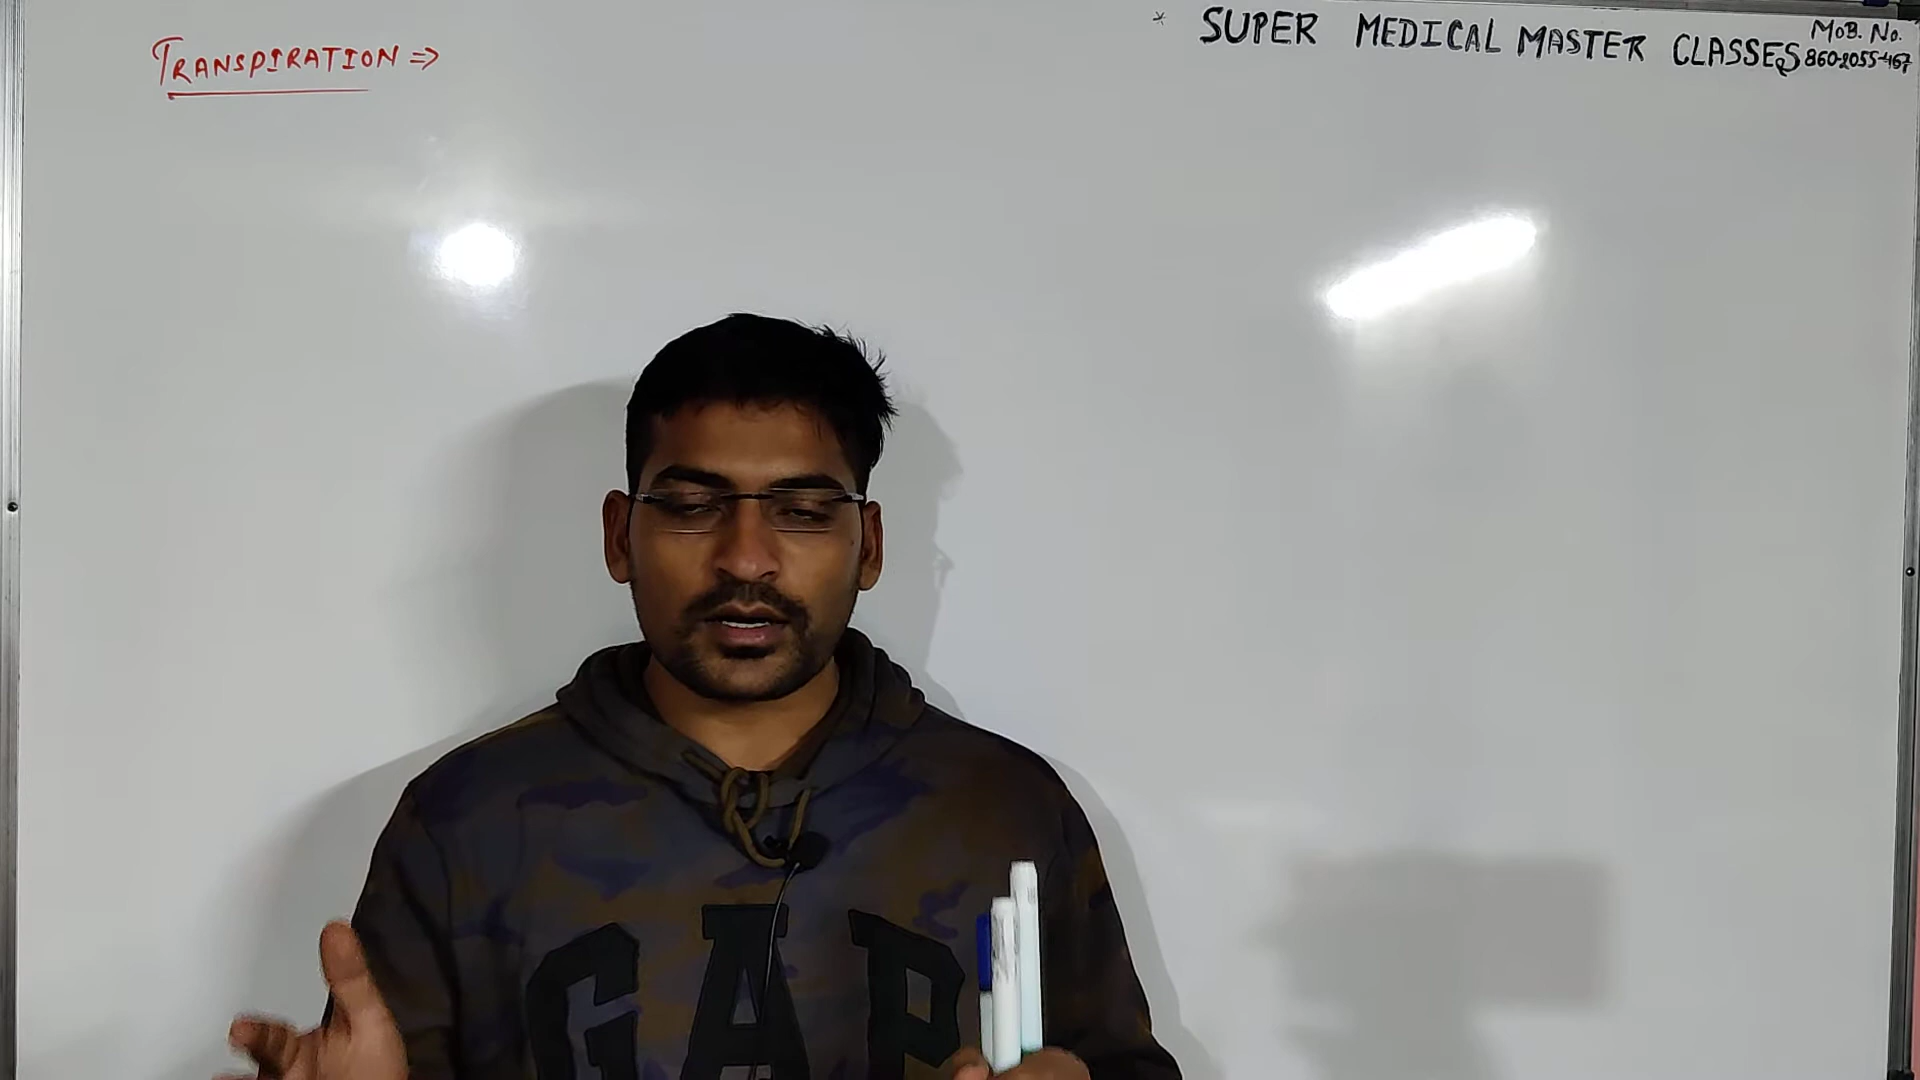 TRANSPIRATION ⇒
* SUPER MEDICAL MASTER CLASSES
MOB. No.
860-2055-467
GAP